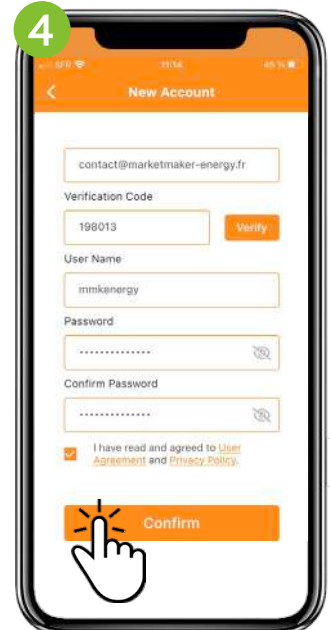 4
SFR 11:14 45 %
New Account
contact@marketmaker-energy.fr
Verification Code
198013 Verify
User Name
mmkenergy
Password
Confirm Password
I have read and agreed to User
Agreement and Privacy Policy.
Confirm